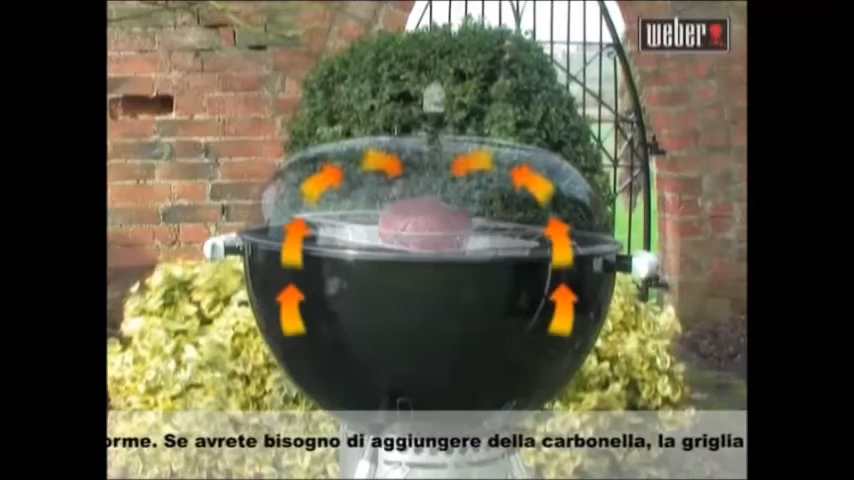 weber
orme. Se avrete bisogno di aggiungere della carbonella, la griglia